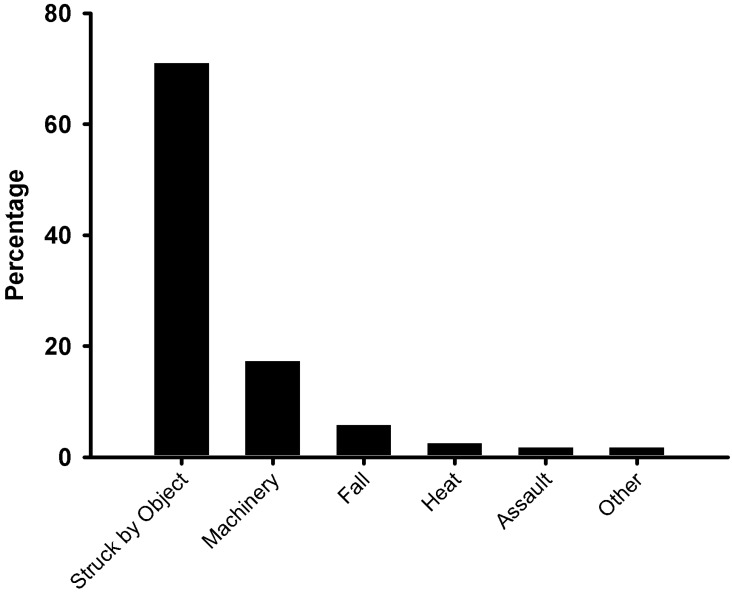 80
60
40
20
0
Percentage
Struck by Object
Machinery
Fall
Heat
Assault
Other